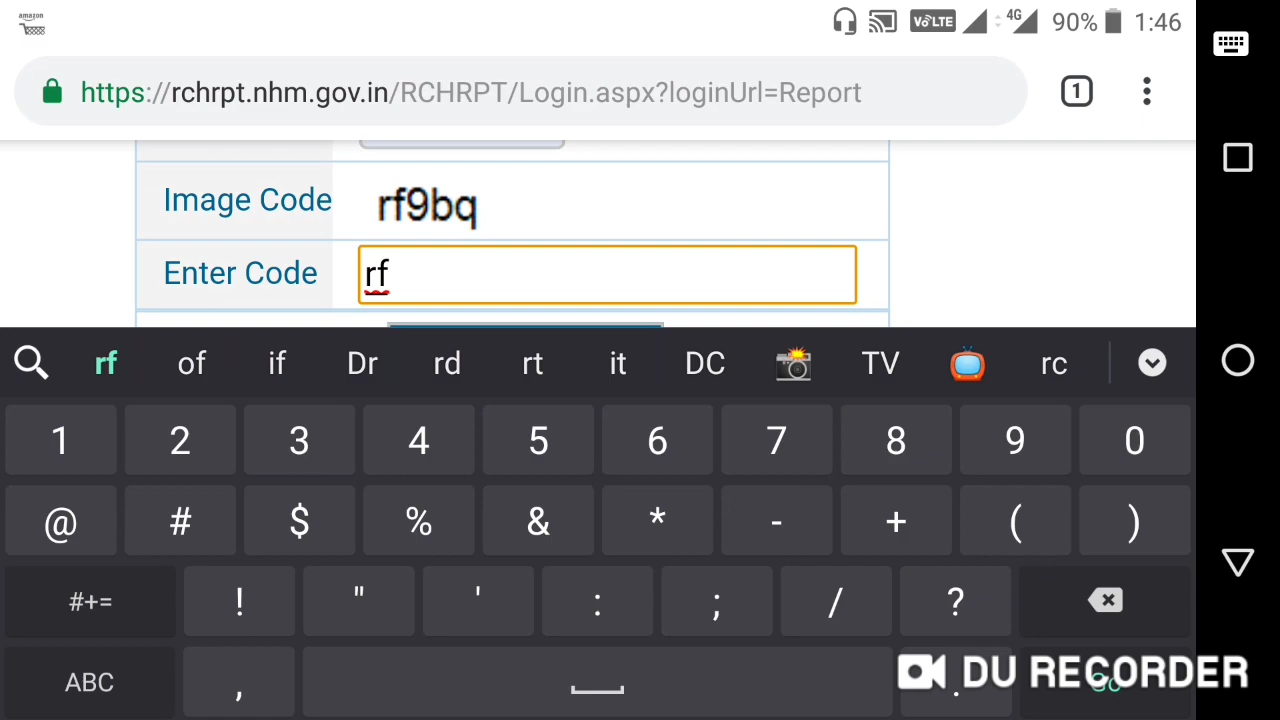 amazon
VoLTE 4G 90% 1:46
https://rchrpt.nhm.gov.in/RCHRPT/Login.aspx?loginUrl=Report 1
Image Code rf9bq
Enter Code rf
rf of if Dr rd rt it DC TV rc
1 2 3 4 5 6 7 8 9 0
@ # $ % & * - + ( )
#+= ! " ' : ; / ?
ABC , . Go
DU RECORDER